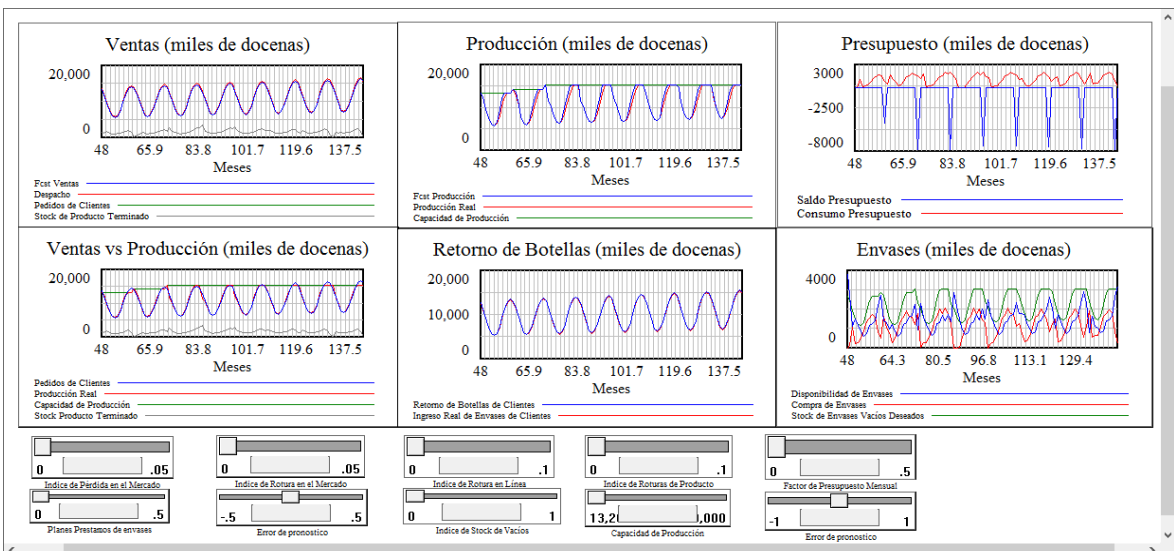 Ventas (miles de docenas)
20,000
0
48 65.9 83.8 101.7 119.6 137.5
Meses
Fcst Ventas
Despacho
Pedidos de Clientes
Stock de Producto Terminado
Producción (miles de docenas)
20,000
0
48 65.9 83.8 101.7 119.6 137.5
Meses
Fcst Producción
Producción Real
Capacidad de Producción
Presupuesto (miles de docenas)
3000
-2500
-8000
48 65.9 83.8 101.7 119.6 137.5
Meses
Saldo Presupuesto
Consumo Presupuesto
Ventas vs Producción (miles de docenas)
20,000
0
48 65.9 83.8 101.7 119.6 137.5
Meses
Pedidos de Clientes
Producción Real
Capacidad de Producción
Stock Producto Terminado
Retorno de Botellas (miles de docenas)
20,000
10,000
0
48 65.9 83.8 101.7 119.6 137.5
Meses
Retorno de Botellas de Clientes
Ingreso Real de Envases de Clientes
Envases (miles de docenas)
4000
0
48 64.3 80.5 96.8 113.1 129.4
Meses
Disponibilidad de Envases
Compra de Envases
Stock de Envases Vacíos Deseados
0 .05
Indice de Pérdida en el Mercado
0 .05
Indice de Rotura en el Mercado
0 .1
Indice de Rotura en Línea
0 .1
Indice de Roturas de Producto
0 .5
Factor de Presupuesto Mensual
0 .5
Planes Prestamos de envases
-.5 .5
Error de pronostico
0 1
Indice de Stock de Vacíos
Capacidad de Producción
-1 1
Error de pronostico